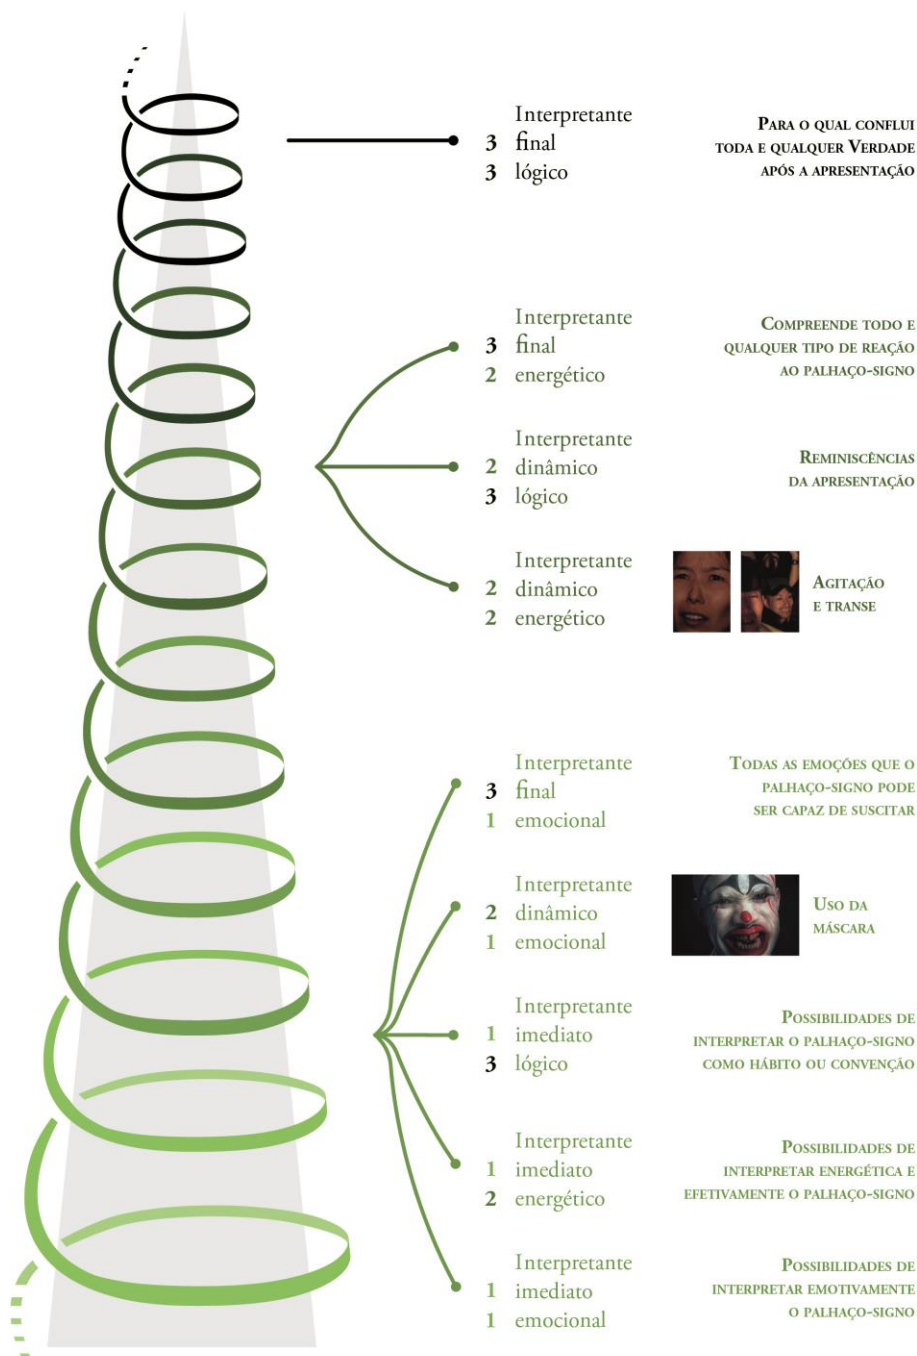 Interpretante
3 final
3 lógico
Para o qual conflui
toda e qualquer Verdade
após a apresentação
Interpretante
3 final
2 energético
Compreende todo e
qualquer tipo de reação
ao palhaço-signo
Interpretante
2 dinâmico
3 lógico
Reminiscências
da apresentação
Interpretante
2 dinâmico
2 energético
Agitação
e transe
Interpretante
3 final
1 emocional
Todas as emoções que o
palhaço-signo pode
ser capaz de suscitar
Interpretante
2 dinâmico
1 emocional
Uso da
máscara
Interpretante
1 imediato
3 lógico
Possibilidades de
interpretar o palhaço-signo
como hábito ou convenção
Interpretante
1 imediato
2 energético
Possibilidades de
interpretar energética e
efetivamente o palhaço-signo
Interpretante
1 imediato
1 emocional
Possibilidades de
interpretar emotivamente
o palhaço-signo